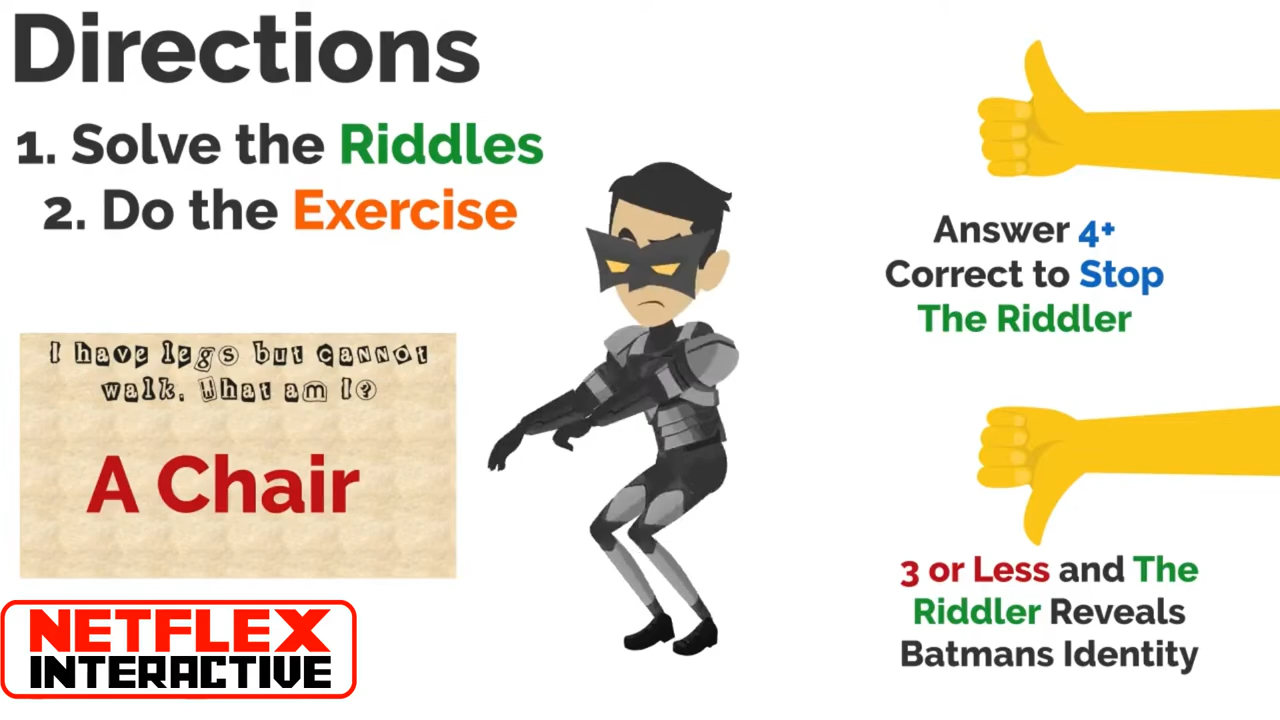 Directions
1. Solve the Riddles
2. Do the Exercise
I have legs but cannot
walk. What am I?
A Chair
NETFLEX
INTERACTIVE
Answer 4+
Correct to Stop
The Riddler
3 or Less and The
Riddler Reveals
Batmans Identity